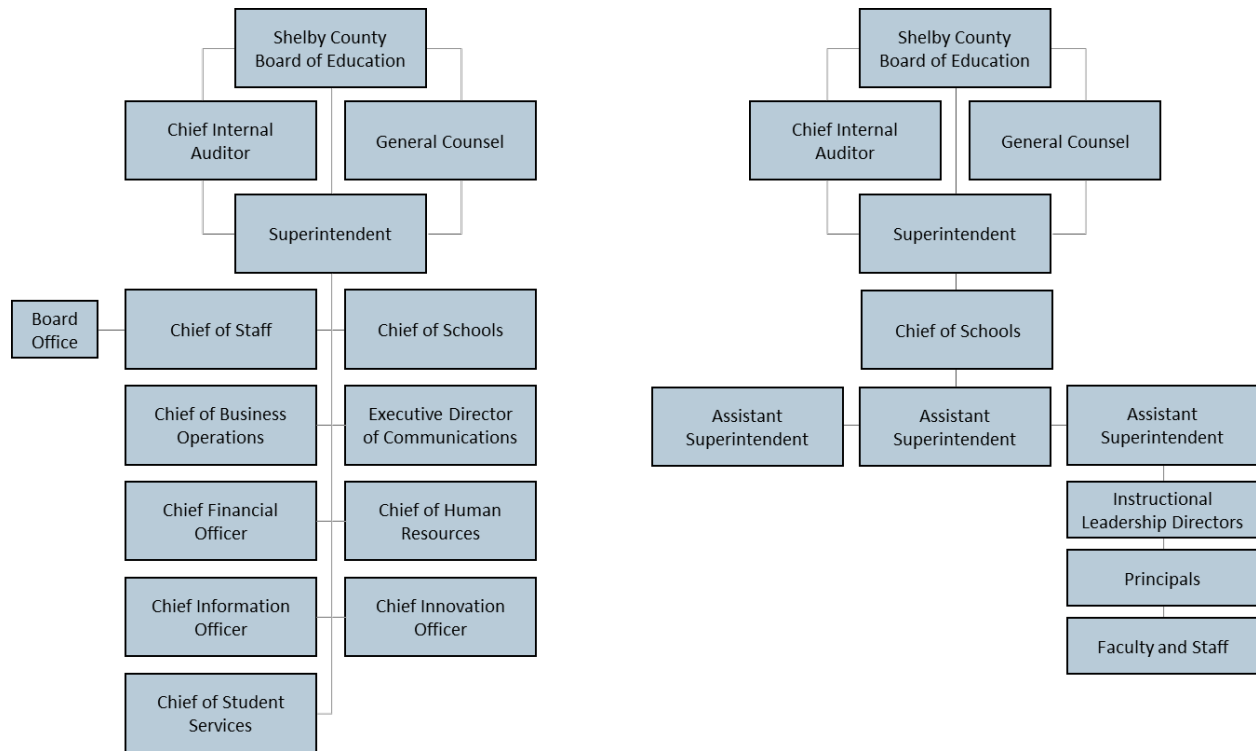 Shelby County
Board of Education
Chief Internal
Auditor
General Counsel
Superintendent
Board
Office
Chief of Staff
Chief of Schools
Chief of Business
Operations
Executive Director
of Communications
Chief Financial
Officer
Chief of Human
Resources
Chief Information
Officer
Chief Innovation
Officer
Chief of Student
Services
Shelby County
Board of Education
Chief Internal
Auditor
General Counsel
Superintendent
Chief of Schools
Assistant
Superintendent
Assistant
Superintendent
Assistant
Superintendent
Instructional
Leadership Directors
Principals
Faculty and Staff